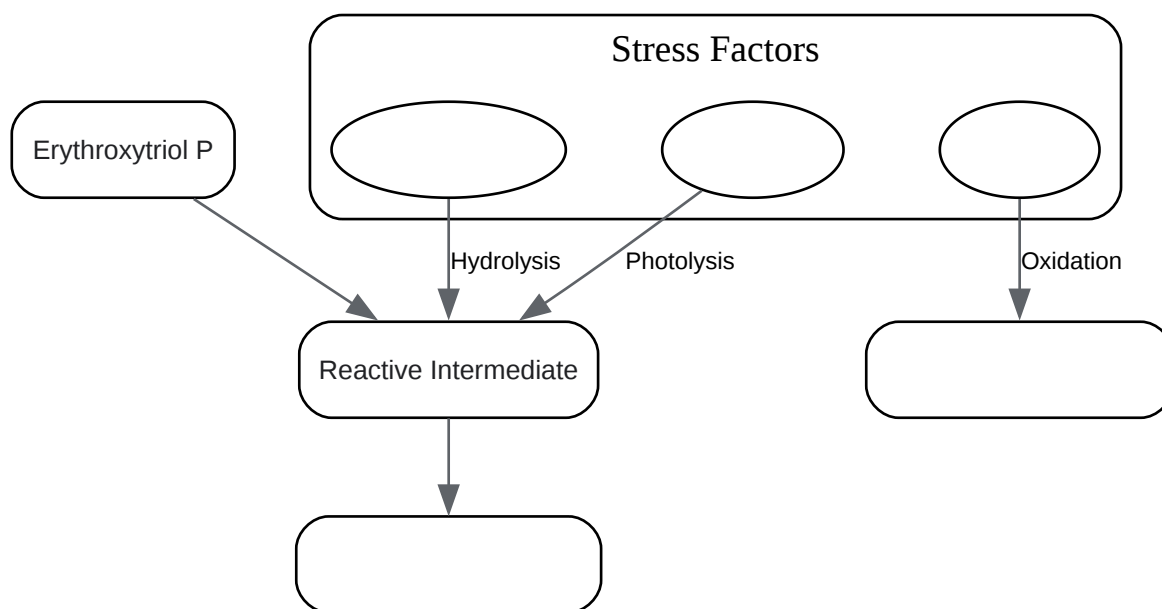 Stress Factors
Erythroxytriol P
Hydrolysis
Photolysis
Oxidation
Reactive Intermediate